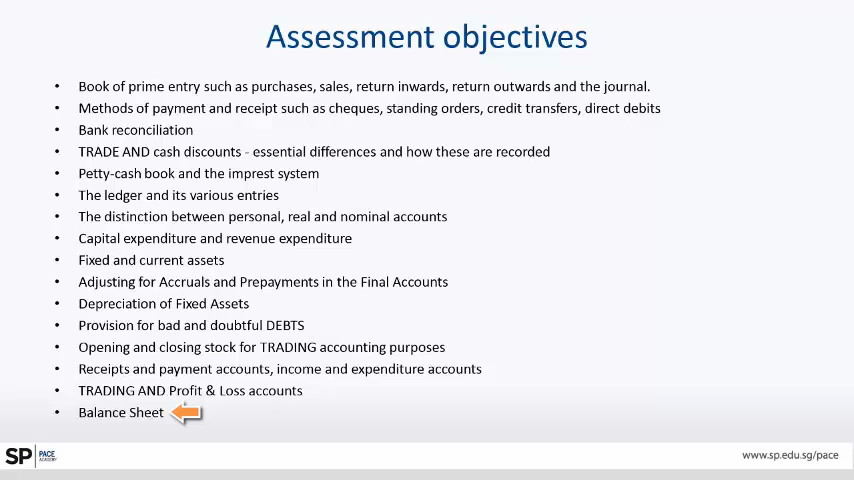 Assessment objectives
• Book of prime entry such as purchases, sales, return inwards, return outwards and the journal.
• Methods of payment and receipt such as cheques, standing orders, credit transfers, direct debits
• Bank reconciliation
• TRADE AND cash discounts - essential differences and how these are recorded
• Petty-cash book and the imprest system
• The ledger and its various entries
• The distinction between personal, real and nominal accounts
• Capital expenditure and revenue expenditure
• Fixed and current assets
• Adjusting for Accruals and Prepayments in the Final Accounts
• Depreciation of Fixed Assets
• Provision for bad and doubtful DEBTS
• Opening and closing stock for TRADING accounting purposes
• Receipts and payment accounts, income and expenditure accounts
• TRADING AND Profit & Loss accounts
• Balance Sheet
SP PACE
ACADEMY
www.sp.edu.sg/pace